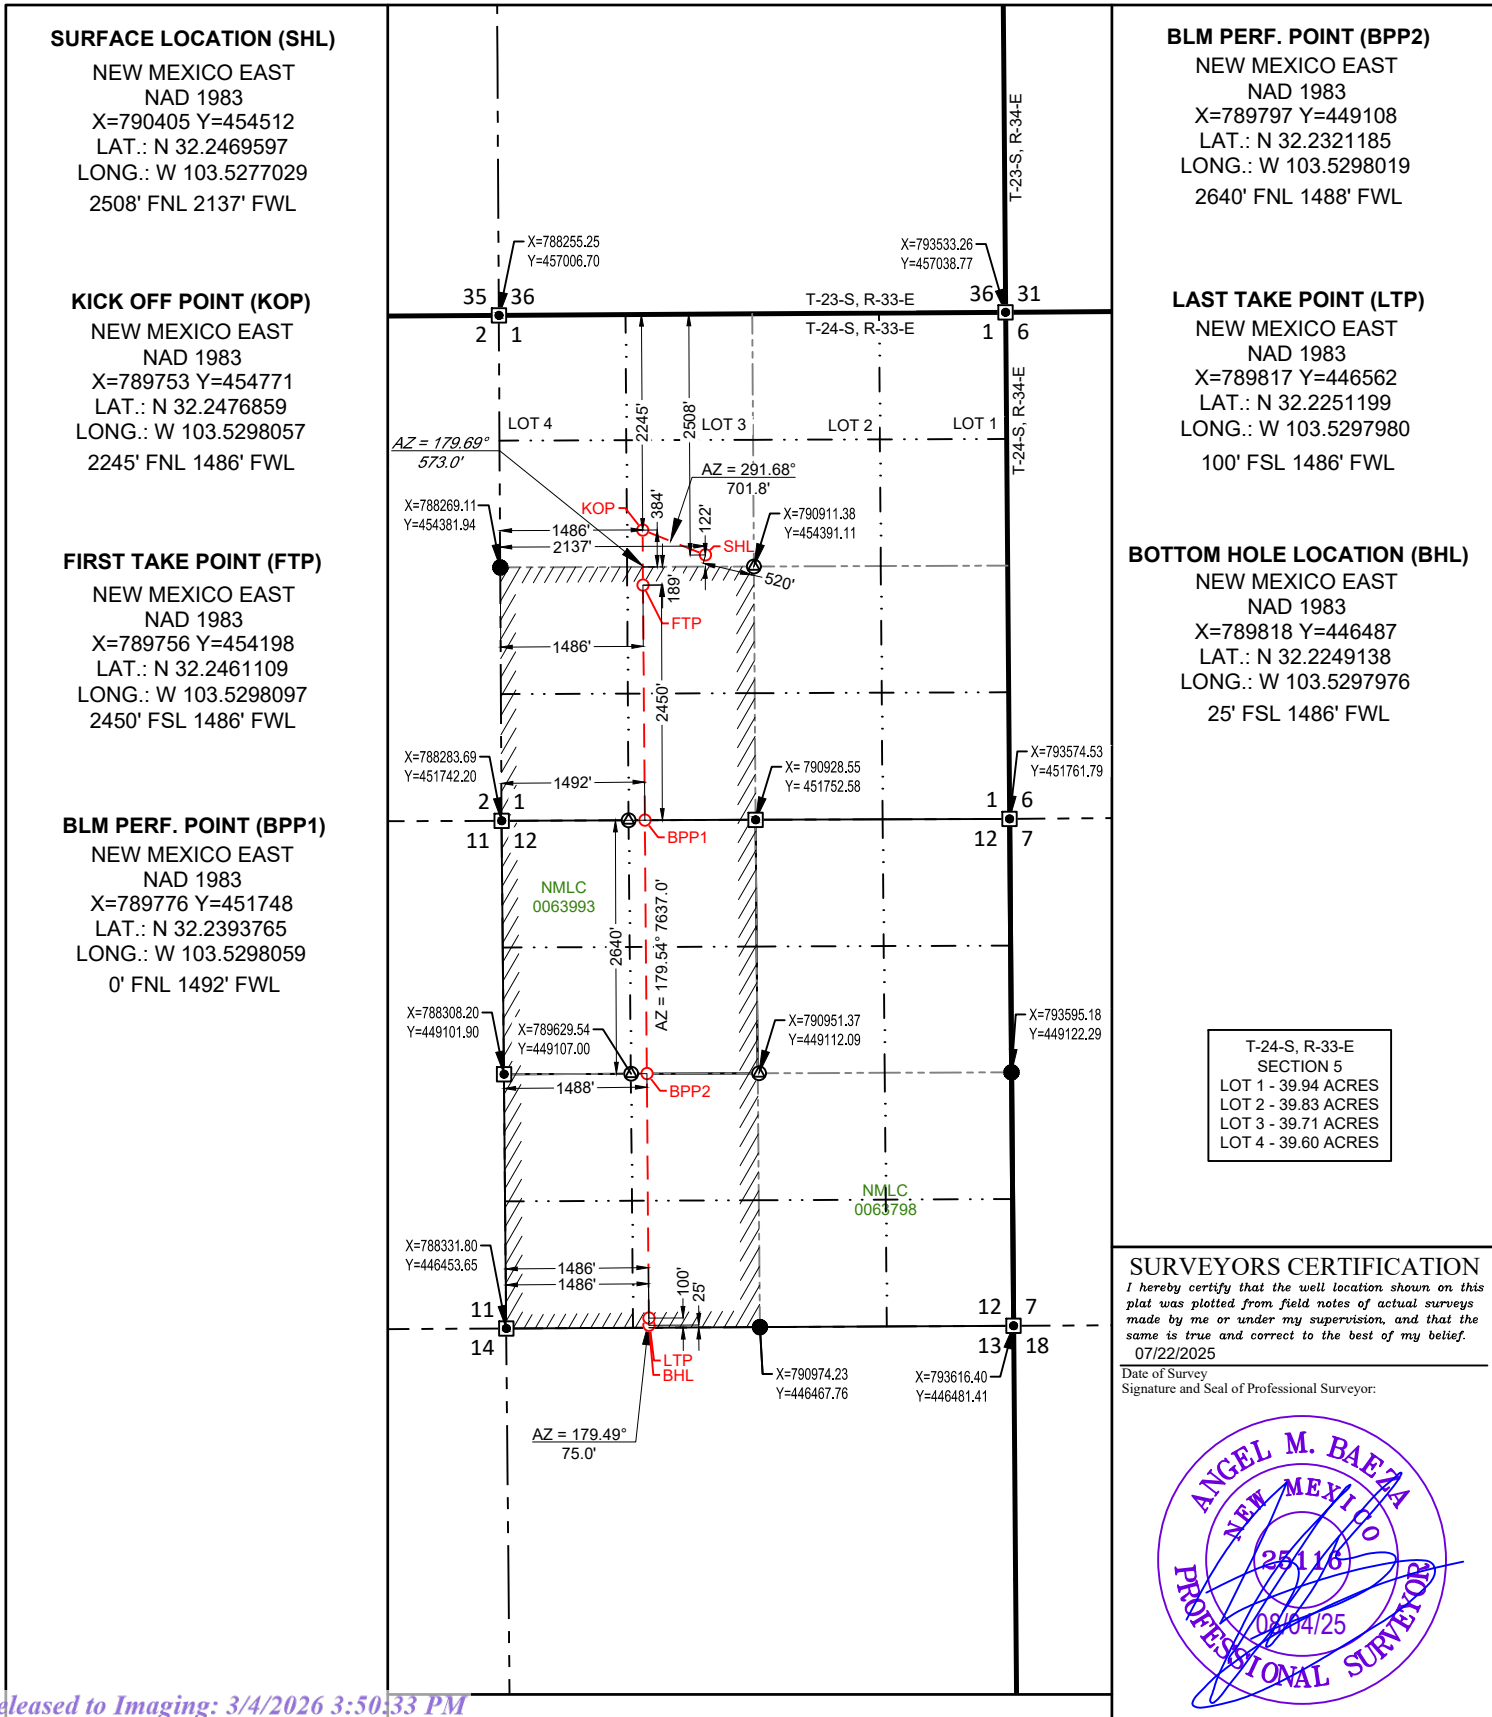 SURFACE LOCATION (SHL)
NEW MEXICO EAST
NAD 1983
X=790405 Y=454512
LAT.: N 32.2469597
LONG.: W 103.5277029
2508' FNL 2137' FWL
KICK OFF POINT (KOP)
NEW MEXICO EAST
NAD 1983
X=789753 Y=454771
LAT.: N 32.2476859
LONG.: W 103.5298057
2245' FNL 1486' FWL
FIRST TAKE POINT (FTP)
NEW MEXICO EAST
NAD 1983
X=789756 Y=454198
LAT.: N 32.2461109
LONG.: W 103.5298097
2450' FSL 1486' FWL
BLM PERF. POINT (BPP1)
NEW MEXICO EAST
NAD 1983
X=789776 Y=451748
LAT.: N 32.2393765
LONG.: W 103.5298059
0' FNL 1492' FWL
T-23-S, R-34-E
X=788255.25
Y=457006.70
X=793533.26
Y=457038.77
35 36
T-23-S, R-33-E
36 31
2 1
T-24-S, R-33-E
1 6
T-24-S, R-34-E
LOT 4
2245'
2508'
LOT 3
LOT 2
LOT 1
AZ = 179.69°
573.0'
AZ = 291.68°
701.8'
X=788269.11
Y=454381.94
KOP
384'
122'
X=790911.38
Y=454391.11
1486'
2137'
SHL
520'
189'
FTP
1486'
2450'
X=788283.69
Y=451742.20
1492'
X= 790928.55
Y= 451752.58
X=793574.53
Y=451761.79
2 1
1 6
11 12
BPP1
12 7
NMLC
0063993
2640'
AZ = 179.54° 7637.0'
X=788308.20
Y=449101.90
X=789629.54
Y=449107.00
X=790951.37
Y=449112.09
X=793595.18
Y=449122.29
1488'
BPP2
NMLC
0063798
X=788331.80
Y=446453.65
1486'
1486'
100'
25'
11
12 7
14
13 18
LTP
BHL
X=790974.23
Y=446467.76
X=793616.40
Y=446481.41
AZ = 179.49°
75.0'
BLM PERF. POINT (BPP2)
NEW MEXICO EAST
NAD 1983
X=789797 Y=449108
LAT.: N 32.2321185
LONG.: W 103.5298019
2640' FNL 1488' FWL
LAST TAKE POINT (LTP)
NEW MEXICO EAST
NAD 1983
X=789817 Y=446562
LAT.: N 32.2251199
LONG.: W 103.5297980
100' FSL 1486' FWL
BOTTOM HOLE LOCATION (BHL)
NEW MEXICO EAST
NAD 1983
X=789818 Y=446487
LAT.: N 32.2249138
LONG.: W 103.5297976
25' FSL 1486' FWL
T-24-S, R-33-E
SECTION 5
LOT 1 - 39.94 ACRES
LOT 2 - 39.83 ACRES
LOT 3 - 39.71 ACRES
LOT 4 - 39.60 ACRES
SURVEYORS CERTIFICATION
I hereby certify that the well location shown on this
plat was plotted from field notes of actual surveys
made by me or under my supervision, and that the
same is true and correct to the best of my belief.
07/22/2025
Date of Survey
Signature and Seal of Professional Surveyor:
ANGEL M. BAEZA
NEW MEXICO
25116
08/04/25
PROFESSIONAL SURVEYOR
eleased to Imaging: 3/4/2026 3:50:33 PM